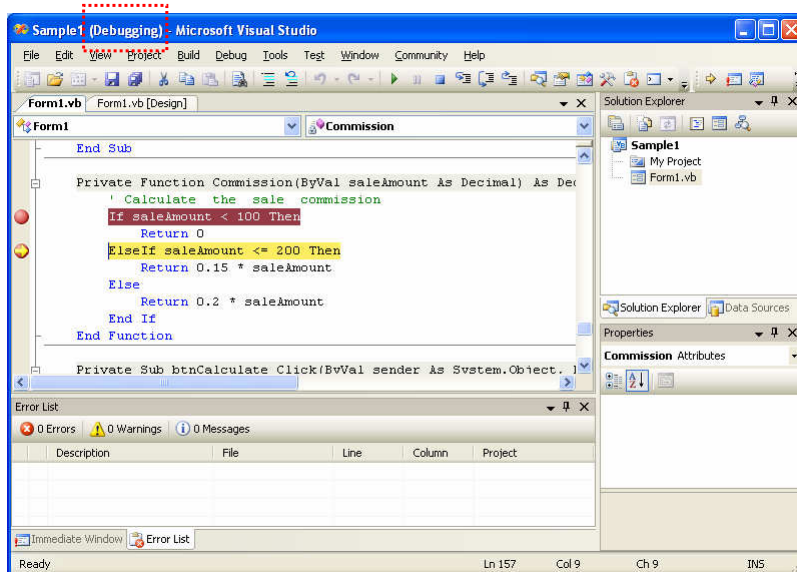 Sample1 (Debugging) - Microsoft Visual Studio
File Edit View Project Build Debug Tools Test Window Community Help
Form1.vb Form1.vb [Design]
Form1 Commission
End Sub
Private Function Commission(ByVal saleAmount As Decimal) As Dec
' Calculate the sale commission
If saleAmount < 100 Then
Return 0
ElseIf saleAmount <= 200 Then
Return 0.15 * saleAmount
Else
Return 0.2 * saleAmount
End If
End Function
Private Sub btnCalculate Click(ByVal sender As System.Object,
Error List
0 Errors 0 Warnings 0 Messages
Description File Line Column Project
Immediate Window Error List
Solution Explorer
Sample1
My Project
Form1.vb
Solution Explorer Data Sources
Properties
Commission Attributes
Ready Ln 157 Col 9 Ch 9 INS